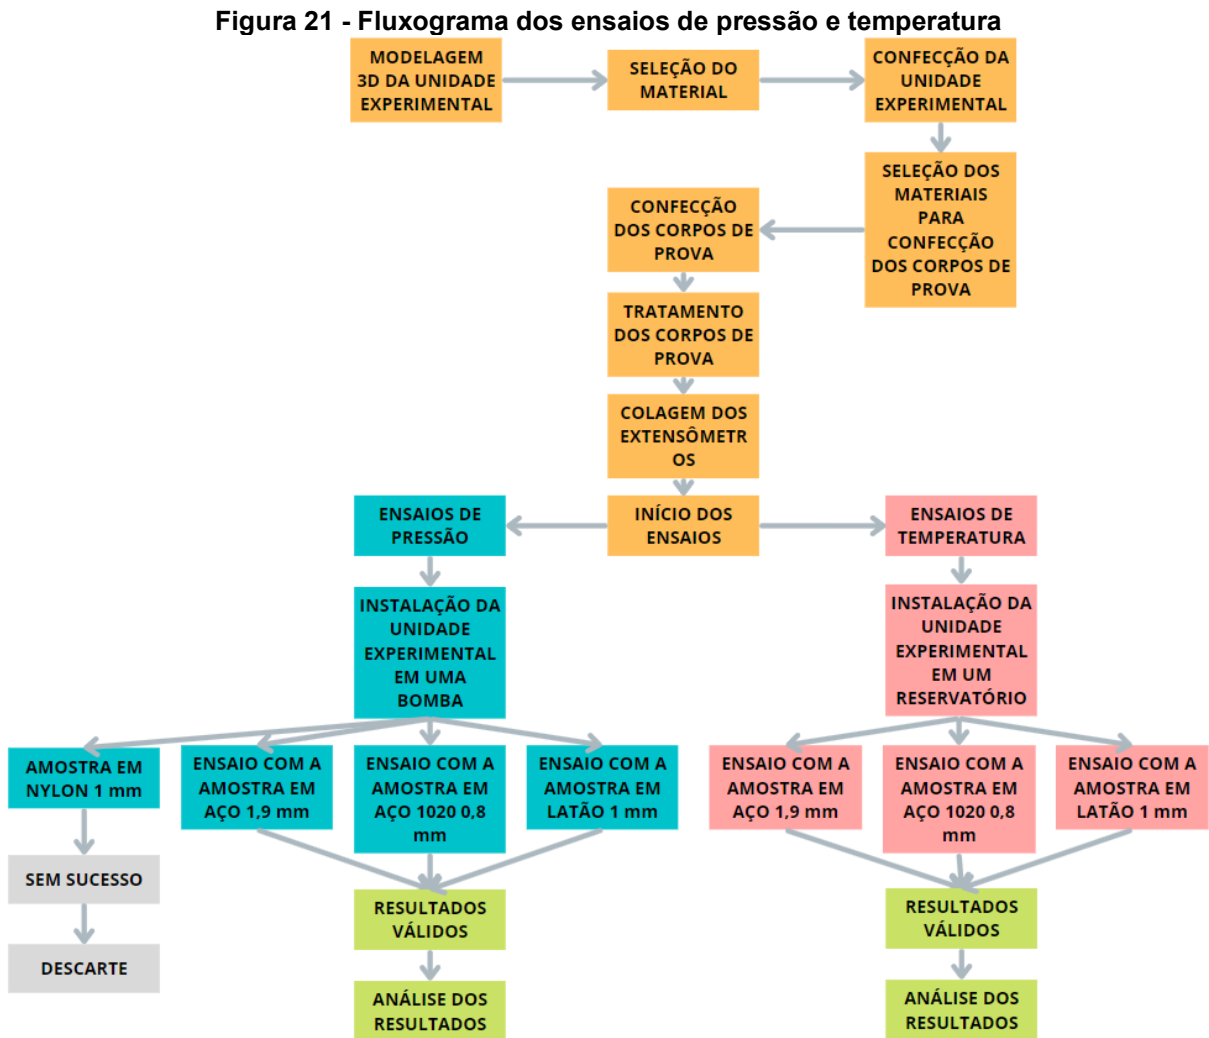 Figura 21 - Fluxograma dos ensaios de pressão e temperatura
MODELAGEM
3D DA UNIDADE
EXPERIMENTAL
SELEÇÃO DO
MATERIAL
CONFECÇÃO DA
UNIDADE
EXPERIMENTAL
SELEÇÃO DOS
MATERIAIS
PARA
CONFECÇÃO
DOS CORPOS DE
PROVA
CONFECÇÃO
DOS CORPOS DE
PROVA
TRATAMENTO
DOS CORPOS DE
PROVA
COLAGEM DOS
EXTENSÔMETR
OS
INÍCIO DOS
ENSAIOS
ENSAIOS DE
PRESSÃO
INSTALAÇÃO DA
UNIDADE
EXPERIMENTAL
EM UMA
BOMBA
AMOSTRA EM
NYLON 1 mm
SEM SUCESSO
DESCARTE
ENSAIO COM A
AMOSTRA EM
AÇO 1,9 mm
ENSAIO COM A
AMOSTRA EM
AÇO 1020 0,8
mm
ENSAIO COM A
AMOSTRA EM
LATÃO 1 mm
RESULTADOS
VÁLIDOS
ANÁLISE DOS
RESULTADOS
ENSAIOS DE
TEMPERATURA
INSTALAÇÃO DA
UNIDADE
EXPERIMENTAL
EM UM
RESERVATÓRIO
ENSAIO COM A
AMOSTRA EM
AÇO 1,9 mm
ENSAIO COM A
AMOSTRA EM
AÇO 1020 0,8
mm
ENSAIO COM A
AMOSTRA EM
LATÃO 1 mm
RESULTADOS
VÁLIDOS
ANÁLISE DOS
RESULTADOS